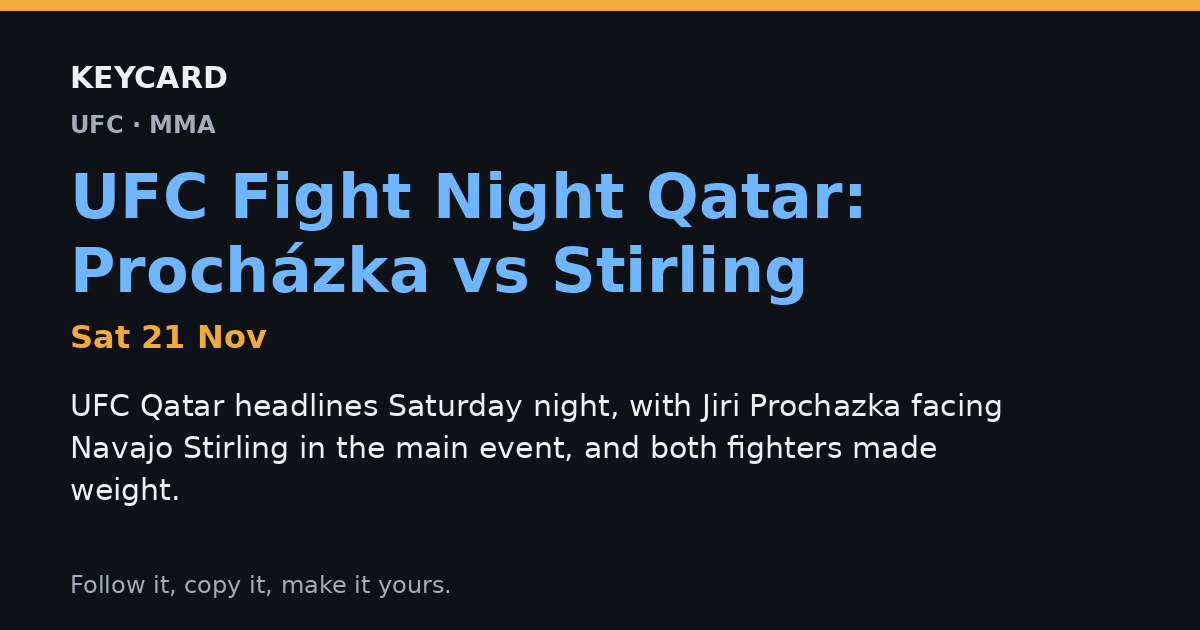 KEYCARD
UFC · MMA
UFC Fight Night Qatar:
Procházka vs Stirling
Sat 21 Nov
UFC Qatar headlines Saturday night, with Jiri Prochazka facing
Navajo Stirling in the main event, and both fighters made
weight.
Follow it, copy it, make it yours.